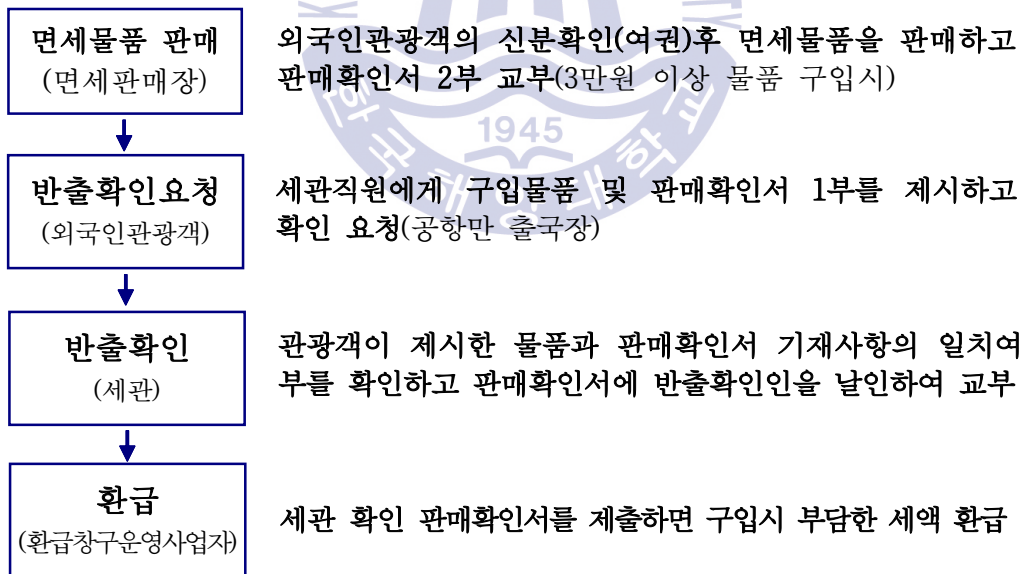 면세물품 판매
(면세판매장)
외국인관광객의 신분확인(여권)후 면세물품을 판매하고
판매확인서 2부 교부(3만원 이상 물품 구입시)
1945
한국해양대학교
반출확인요청
(외국인관광객)
세관직원에게 구입물품 및 판매확인서 1부를 제시하고
확인 요청(공항만 출국장)
반출확인
(세관)
관광객이 제시한 물품과 판매확인서 기재사항의 일치여
부를 확인하고 판매확인서에 반출확인인을 날인하여 교부
환급
(환급창구운영사업자)
세관 확인 판매확인서를 제출하면 구입시 부담한 세액 환급